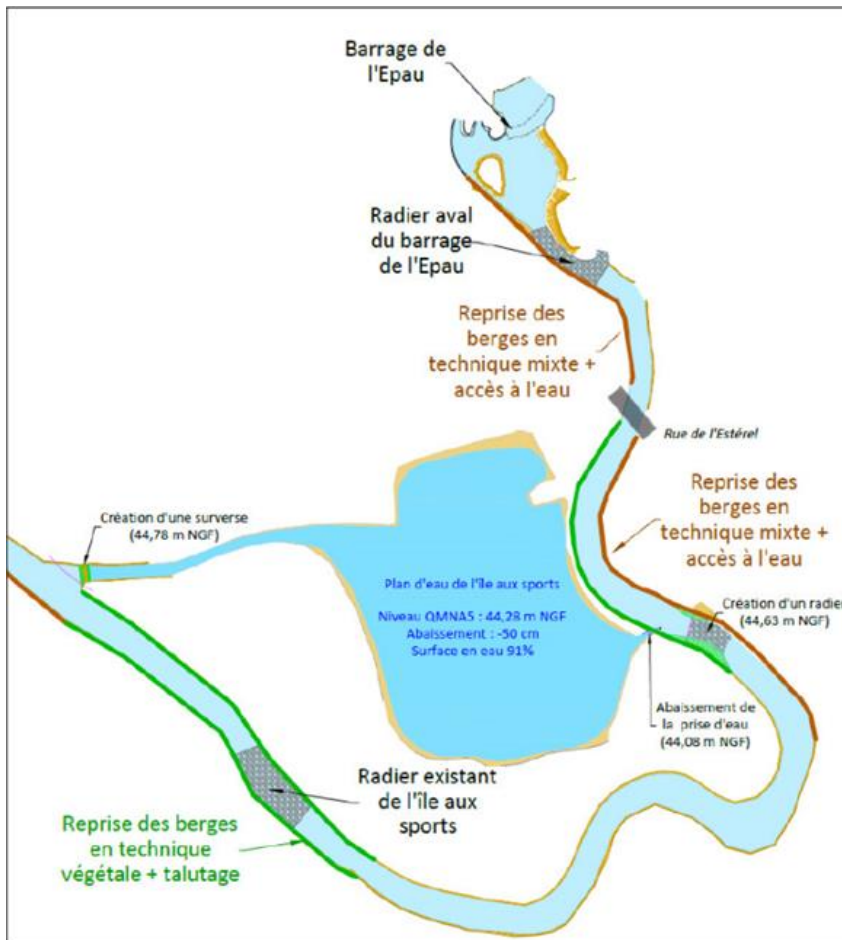 Barrage de
l'Epau
Radier aval
du barrage
de l'Epau
Reprise des
berges en
technique mixte +
accès à l'eau
Rue de l'Estérel
Reprise des
berges en
technique mixte +
accès à l'eau
Création d'une surverse
(44,78 m NGF)
Plan d'eau de l'île aux sports
Niveau QMNA5 : 44,28 m NGF
Abaissement : -50 cm
Surface en eau 91%
Création d'un radier
(44,63 m NGF)
Abaissement de
la prise d'eau
(44,08 m NGF)
Radier existant
de l'île aux
sports
Reprise des berges
en technique
végétale + talutage